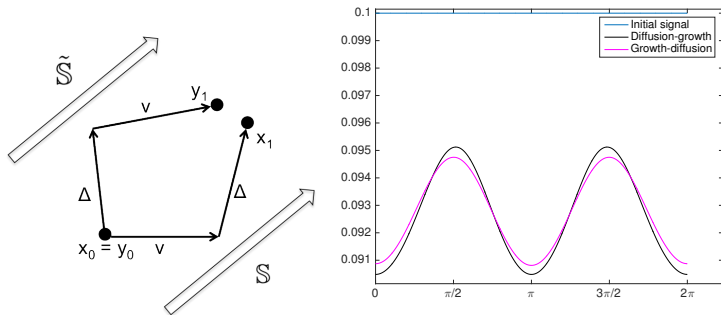 𝕊̃
v
y₁
x₁
Δ
Δ
x₀ = y₀
v
𝕊
0.1
0.099
0.098
0.097
0.096
0.095
0.094
0.093
0.092
0.091
0
π/2
π
3π/2
2π
Initial signal
Diffusion-growth
Growth-diffusion